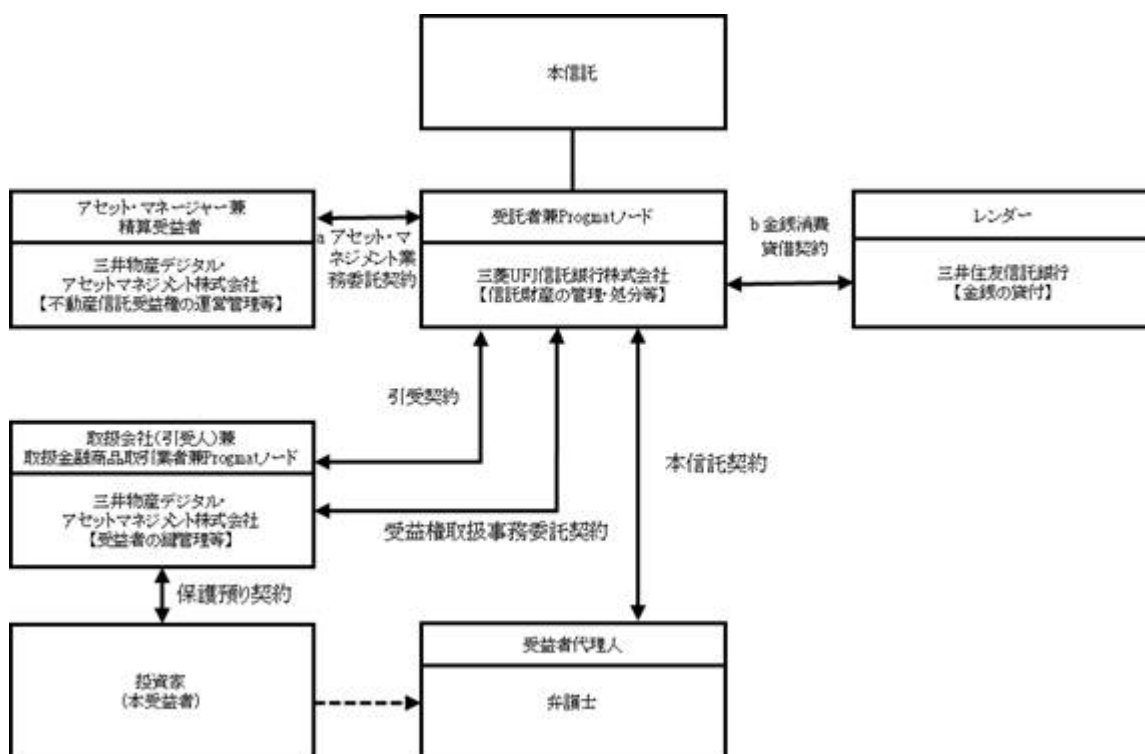 本信託
アセット・マネージャー兼
精算受益者
三井物産デジタル・
アセットマネジメント株式会社
【不動産信託受益権の運営管理等】
a アセット・マ
ネジメント業
務委託契約
受託者兼Progmatノード
三菱UFJ信託銀行株式会社
【信託財産の管理・処分等】
b 金銭消費
貸借契約
レンダー
三井住友信託銀行
【金銭の貸付】
引受契約
取扱会社(引受人)兼
取扱金融商品取引業者兼Progmatノード
三井物産デジタル・
アセットマネジメント株式会社
【受益者の鍵管理等】
本信託契約
受益権取扱事務委託契約
保護預り契約
投資家
(本受益者)
受益者代理人
弁護士